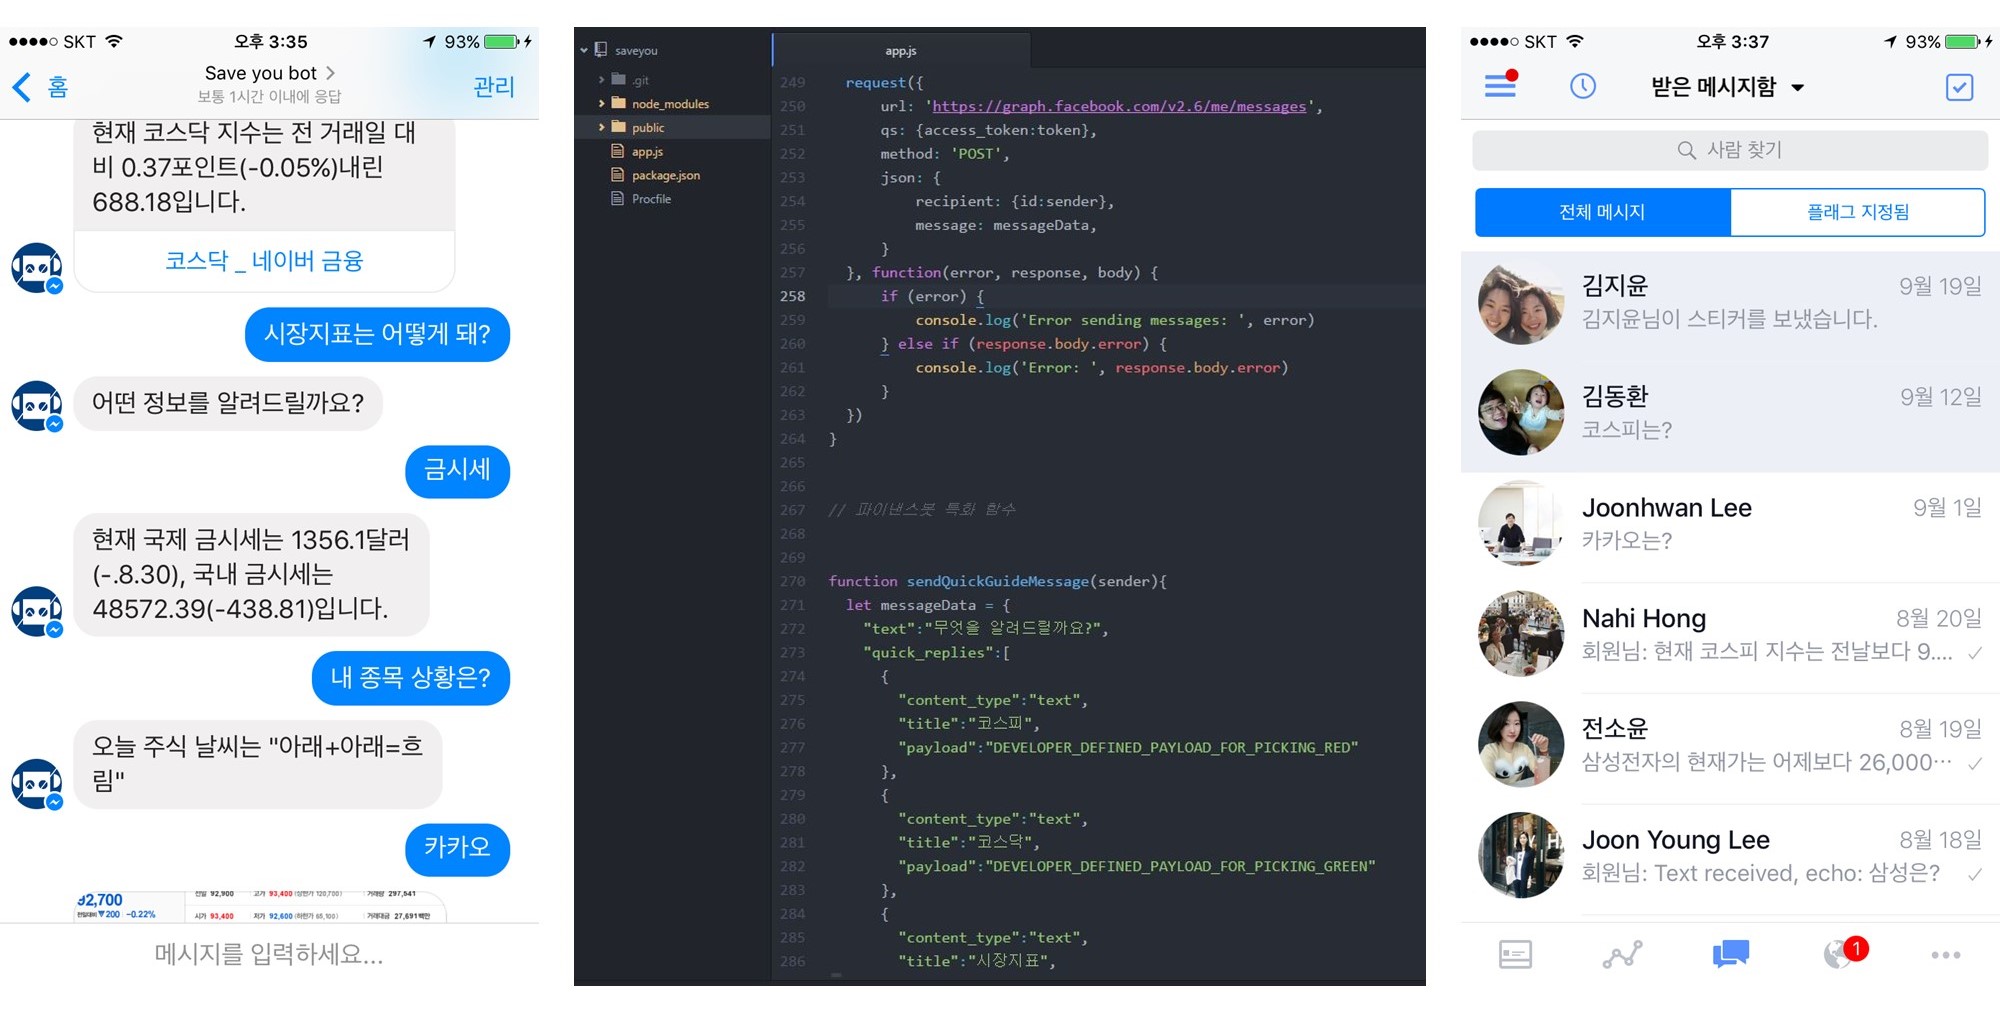 SKT
오후 3:35
93%
홈
Save you bot
보통 1시간 이내에 응답
관리
현재 코스닥 지수는 전 거래일 대
비 0.37포인트(-0.05%)내린
688.18입니다.
코스닥 _ 네이버 금융
시장지표는 어떻게 돼?
어떤 정보를 알려드릴까요?
금시세
현재 국제 금시세는 1356.1달러
(-.8.30), 국내 금시세는
48572.39(-438.81)입니다.
내 종목 상황은?
오늘 주식 날씨는 "아래+아래=흐
림"
카카오
92,700
전일대비 ▼200 -0.22%
전일 92,900 고가 93,400 (상한가 120,700) 거래량 297,541
시가 93,400 저가 92,600 (하한가 65,100) 거래대금 27,691백만
메시지를 입력하세요...
saveyou
.git
node_modules
public
app.js
package.json
Procfile
app.js
249 request({
250 url: 'https://graph.facebook.com/v2.6/me/messages',
251 qs: {access_token:token},
252 method: 'POST',
253 json: {
254 recipient: {id:sender},
255 message: messageData,
256 }
257 }, function(error, response, body) {
258 if (error) {
259 console.log('Error sending messages: ', error)
260 } else if (response.body.error) {
261 console.log('Error: ', response.body.error)
262 }
263 })
264 }
265
266
267 // 파이낸스봇 특화 함수
268
269
270 function sendQuickGuideMessage(sender){
271 let messageData = {
272 "text":"무엇을 알려드릴까요?",
273 "quick_replies":[
274 {
275 "content_type":"text",
276 "title":"코스피",
277 "payload":"DEVELOPER_DEFINED_PAYLOAD_FOR_PICKING_RED"
278 },
279 {
280 "content_type":"text",
281 "title":"코스닥",
282 "payload":"DEVELOPER_DEFINED_PAYLOAD_FOR_PICKING_GREEN"
283 },
284 {
285 "content_type":"text",
286 "title":"시장지표",
SKT
오후 3:37
93%
받은 메시지함
사람 찾기
전체 메시지
플래그 지정됨
김지윤
9월 19일
김지윤님이 스티커를 보냈습니다.
김동환
9월 12일
코스피는?
Joonhwan Lee
9월 1일
카카오는?
Nahi Hong
8월 20일
회원님: 현재 코스피 지수는 전날보다 9....
전소윤
8월 19일
삼성전자의 현재가는 어제보다 26,000...
Joon Young Lee
8월 18일
회원님: Text received, echo: 삼성은?
1